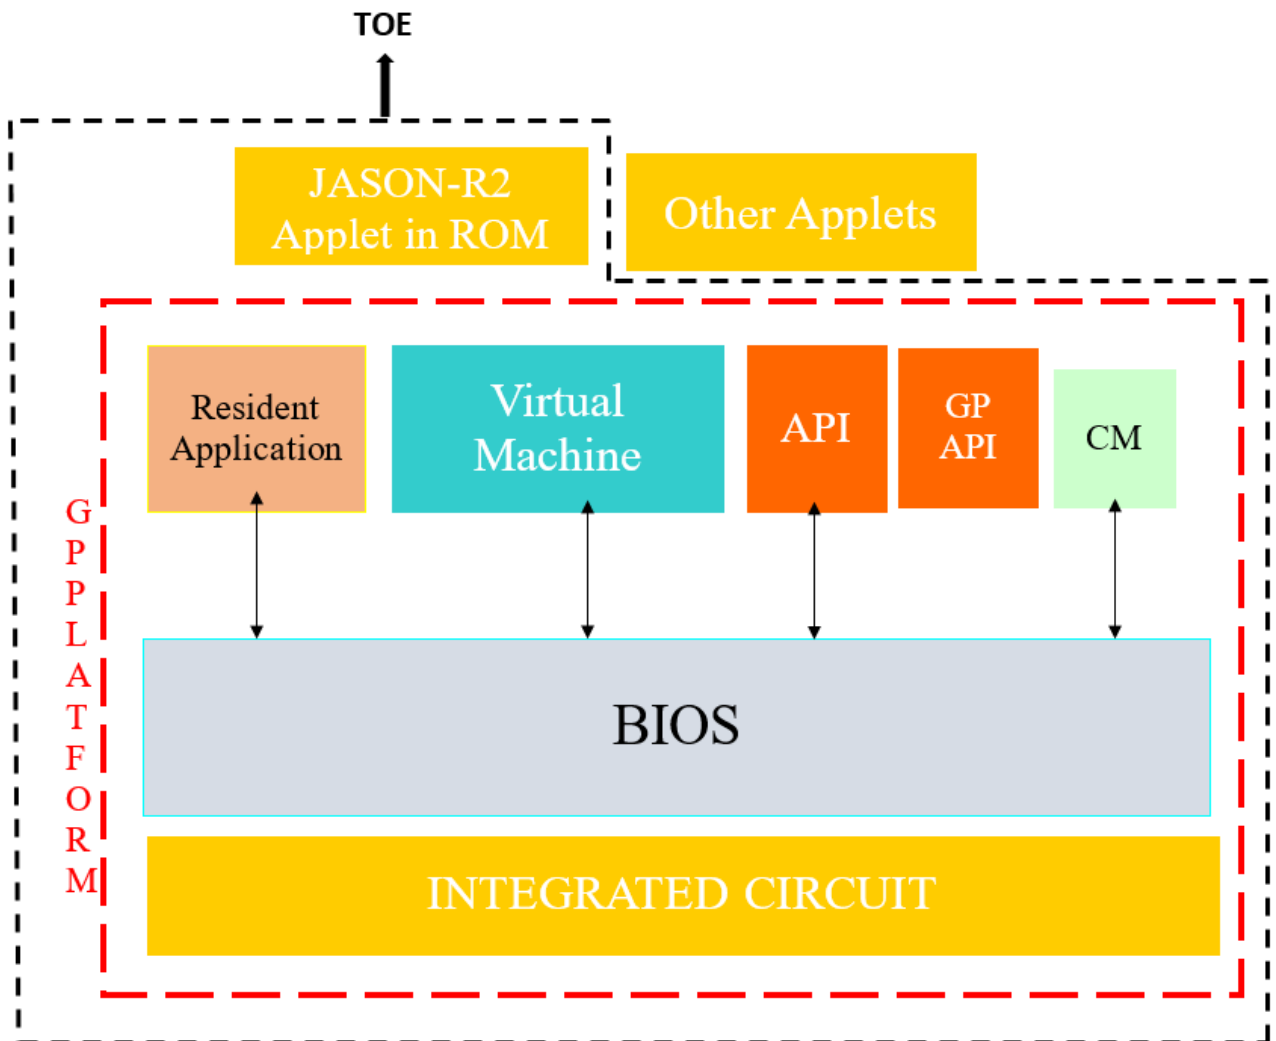 TOE
JASON-R2
Applet in ROM
Other Applets
Resident
Application
Virtual
Machine
API
GP
API
CM
G
P
P
L
A
T
F
O
R
M
BIOS
INTEGRATED CIRCUIT